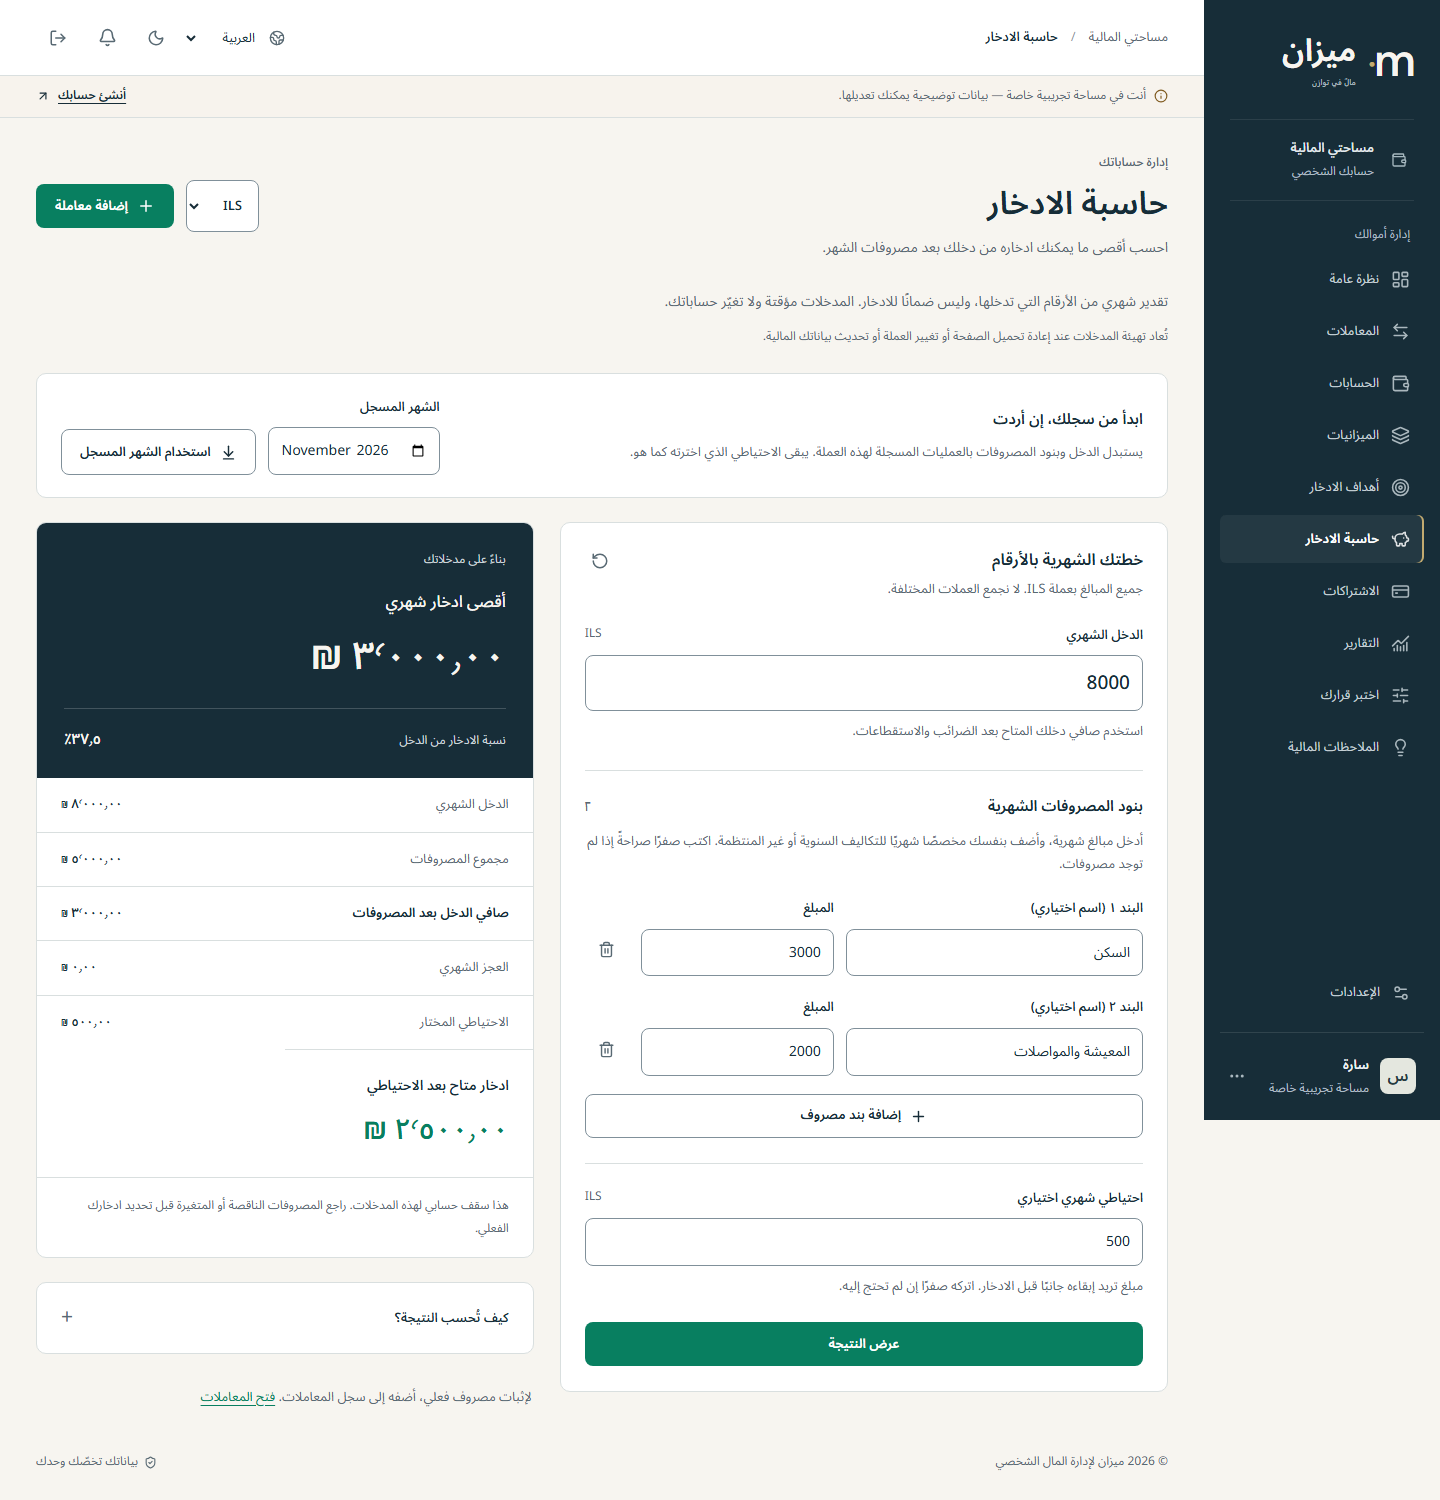 m·
ميزان
مالٌ في توازن
مساحتي المالية
حسابك الشخصي
إدارة أموالك
نظرة عامة
المعاملات
الحسابات
الميزانيات
أهداف الادخار
حاسبة الادخار
الاشتراكات
التقارير
اختبر قرارك
الملاحظات المالية
الإعدادات
س
سارة
مساحة تجريبية خاصة
مساحتي المالية / حاسبة الادخار
العربية
أنت في مساحة تجريبية خاصة — بيانات توضيحية يمكنك تعديلها.
أنشئ حسابك
إدارة حساباتك
حاسبة الادخار
احسب أقصى ما يمكنك ادخاره من دخلك بعد مصروفات الشهر.
ILS
إضافة معاملة
تقدير شهري من الأرقام التي تدخلها، وليس ضمانًا للادخار. المدخلات مؤقتة ولا تغيّر حساباتك.
تُعاد تهيئة المدخلات عند إعادة تحميل الصفحة أو تغيير العملة أو تحديث بياناتك المالية.
ابدأ من سجلك، إن أردت
يستبدل الدخل وبنود المصروفات بالعمليات المسجلة لهذه العملة. يبقى الاحتياطي الذي اخترته كما هو.
الشهر المسجل
November 2026
استخدام الشهر المسجل
خطتك الشهرية بالأرقام
جميع المبالغ بعملة ILS. لا نجمع العملات المختلفة.
الدخل الشهري
ILS
8000
استخدم صافي دخلك المتاح بعد الضرائب والاستقطاعات.
بنود المصروفات الشهرية
٢
أدخل مبالغ شهرية، وأضف بنفسك مخصصًا شهريًا للتكاليف السنوية أو غير المنتظمة. اكتب صفرًا صراحةً إذا لم
توجد مصروفات.
البند ١ (اسم اختياري)
المبلغ
السكن
3000
البند ٢ (اسم اختياري)
المبلغ
المعيشة والمواصلات
2000
إضافة بند مصروف
احتياطي شهري اختياري
ILS
500
مبلغ تريد إبقاءه جانبًا قبل الادخار. اتركه صفرًا إن لم تحتج إليه.
عرض النتيجة
بناءً على مدخلاتك
أقصى ادخار شهري
٣٬٠٠٠٫٠٠ ₪
نسبة الادخار من الدخل
٣٧٫٥٪
الدخل الشهري
٨٬٠٠٠٫٠٠ ₪
مجموع المصروفات
٥٬٠٠٠٫٠٠ ₪
صافي الدخل بعد المصروفات
٣٬٠٠٠٫٠٠ ₪
العجز الشهري
٠٫٠٠ ₪
الاحتياطي المختار
٥٠٠٫٠٠ ₪
ادخار متاح بعد الاحتياطي
٢٬٥٠٠٫٠٠ ₪
هذا سقف حسابي لهذه المدخلات. راجع المصروفات الناقصة أو المتغيرة قبل تحديد ادخارك
الفعلي.
كيف تُحسب النتيجة؟
لإثبات مصروف فعلي، أضفه إلى سجل المعاملات. فتح المعاملات
© 2026 ميزان لإدارة المال الشخصي
بياناتك تخصّك وحدك